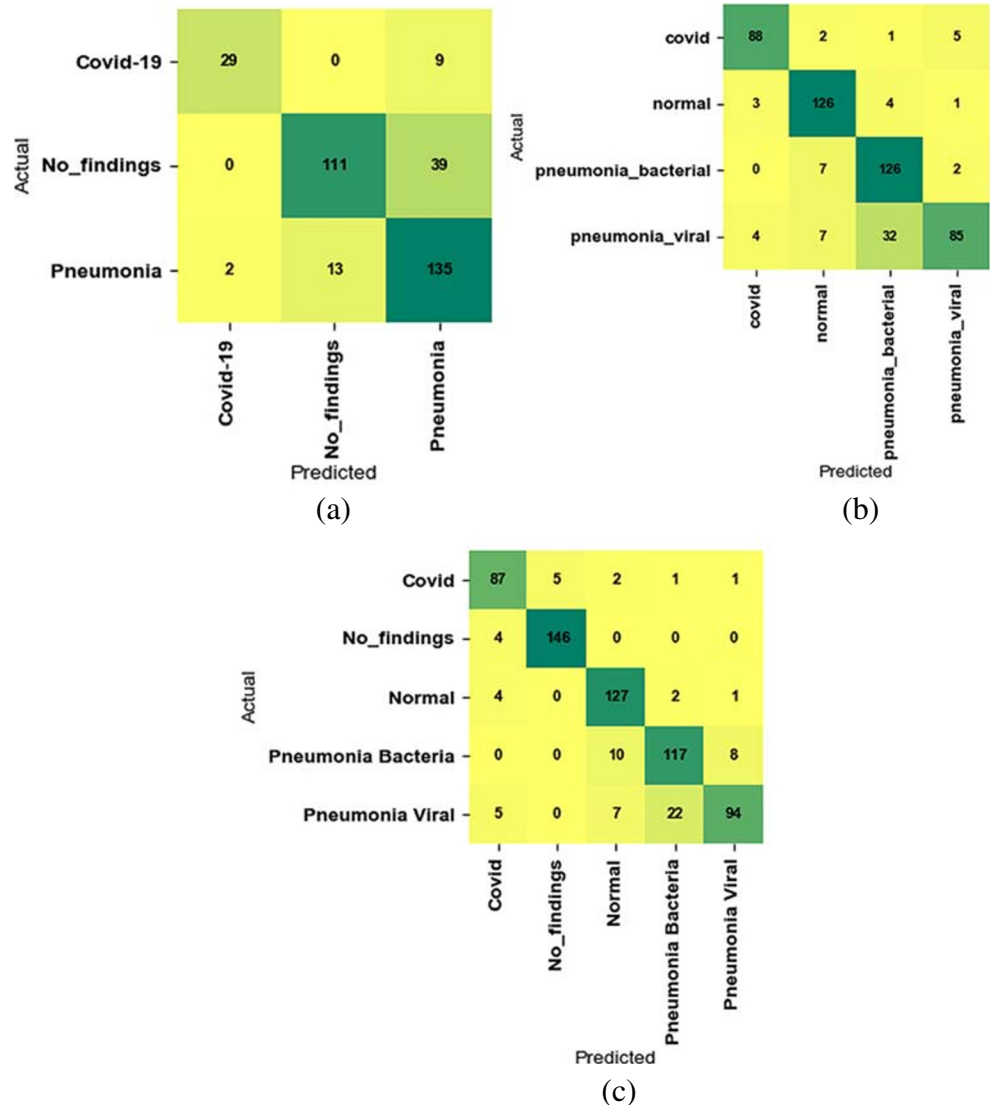 Covid-19 29 0 9
No_findings 0 111 39
Pneumonia 2 13 135
Actual
Covid-19 No_findings Pneumonia
Predicted
(a)
covid 88 2 1 5
normal 3 126 4 1
pneumonia_bacterial 0 7 126 2
pneumonia_viral 4 7 32 85
Actual
covid normal pneumonia_bacterial pneumonia_viral
Predicted
(b)
Covid 87 5 2 1 1
No_findings 4 146 0 0 0
Normal 4 0 127 2 1
Pneumonia Bacteria 0 0 10 117 8
Pneumonia Viral 5 0 7 22 94
Actual
Covid No_findings Normal Pneumonia Bacteria Pneumonia Viral
Predicted
(c)